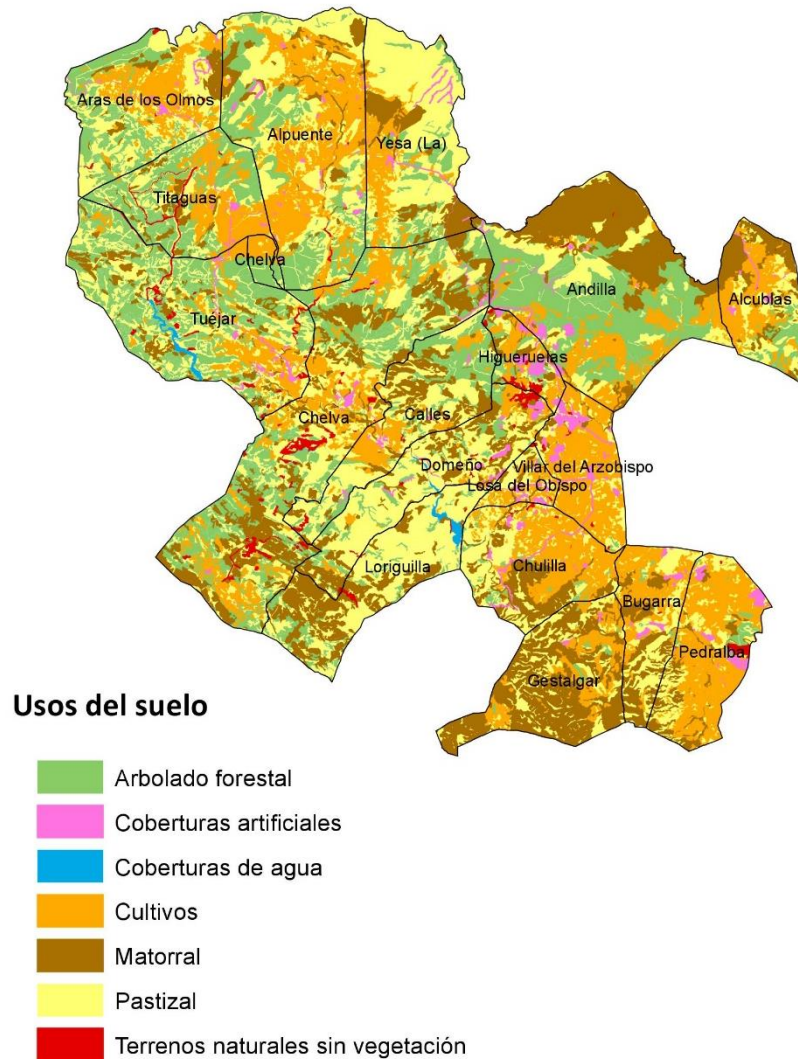 Aras de los Olmos
Alpuente
Yesa (La)
Titaguas
Chelva
Andilla
Alcublas
Tuéjar
Higueruelas
Chelva
Calles
Domeño
Villar del Arzobispo
Losa del Obispo
Loriguilla
Chulilla
Bugarra
Pedralba
Gestalgar
Usos del suelo
Arbolado forestal
Coberturas artificiales
Coberturas de agua
Cultivos
Matorral
Pastizal
Terrenos naturales sin vegetación